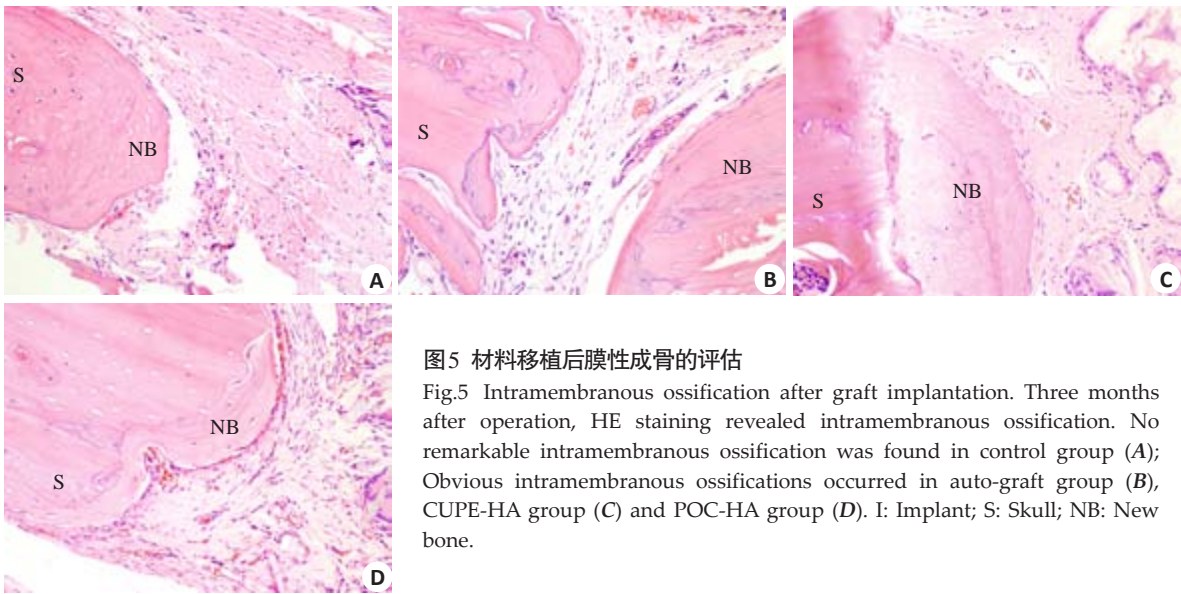 S
NB
A
S
NB
B
S
NB
C
S
NB
D
图5 材料移植后膜性成骨的评估
Fig.5 Intramembranous ossification after graft implantation. Three months
after operation, HE staining revealed intramembranous ossification. No
remarkable intramembranous ossification was found in control group (A);
Obvious intramembranous ossifications occurred in auto-graft group (B),
CUPE-HA group (C) and POC-HA group (D). I: Implant; S: Skull; NB: New
bone.